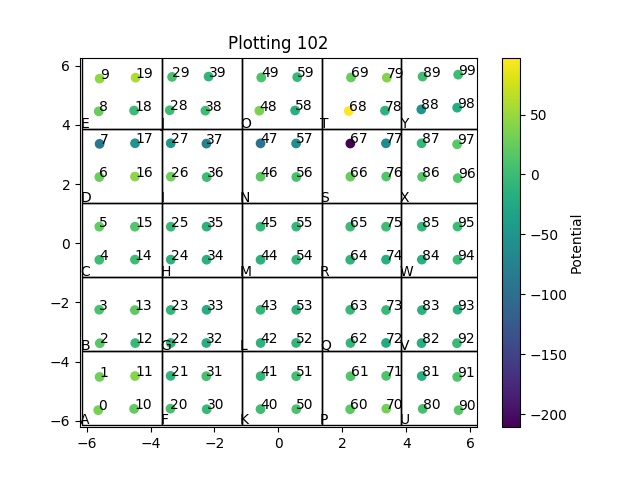 Plotting 102
6
4
2
0
−2
−4
−6
9 19 29 39 49 59 69 79 89 99
8 18 28 38 48 58 68 78 88 98
E J O T Y
7 17 27 37 47 57 67 77 87 97
6 16 26 36 46 56 66 76 86 96
D I N S X
5 15 25 35 45 55 65 75 85 95
4 14 24 34 44 54 64 74 84 94
C H M R W
3 13 23 33 43 53 63 73 83 93
2 12 22 32 42 52 62 72 82 92
B G L Q V
1 11 21 31 41 51 61 71 81 91
0 10 20 30 40 50 60 70 80 90
A F K P U
−6 −4 −2 0 2 4 6
50
0
−50
−100
−150
−200
Potential